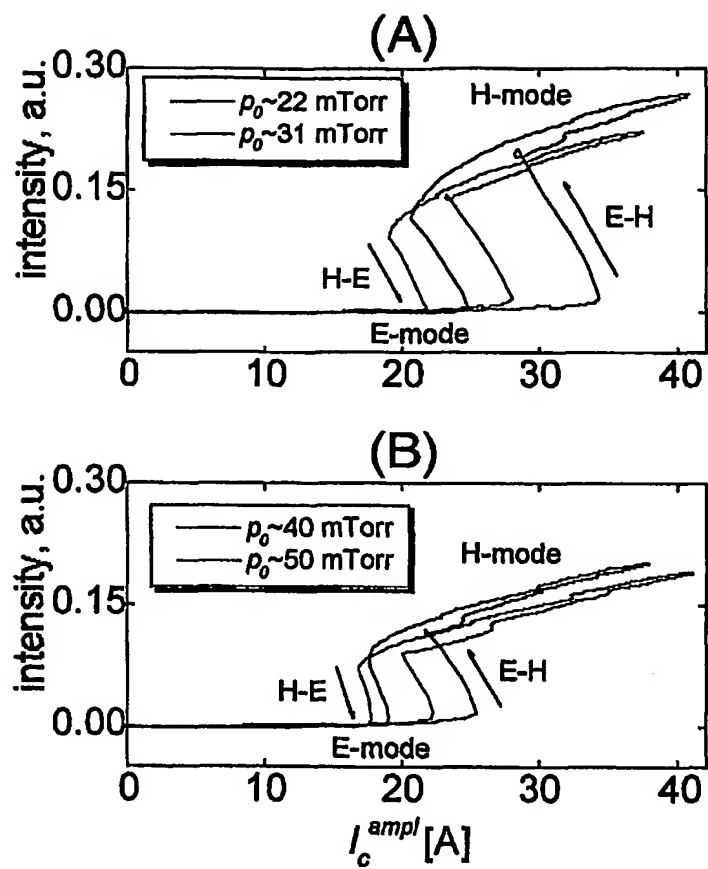 (A)
intensity, a.u.
0.30
0.15
0.00
p₀~22 mTorr
p₀~31 mTorr
H-mode
E-H
H-E
E-mode
0 10 20 30 40
(B)
intensity, a.u.
0.30
0.15
0.00
p₀~40 mTorr
p₀~50 mTorr
H-mode
E-H
H-E
E-mode
0 10 20 30 40
I_c^ampl [A]